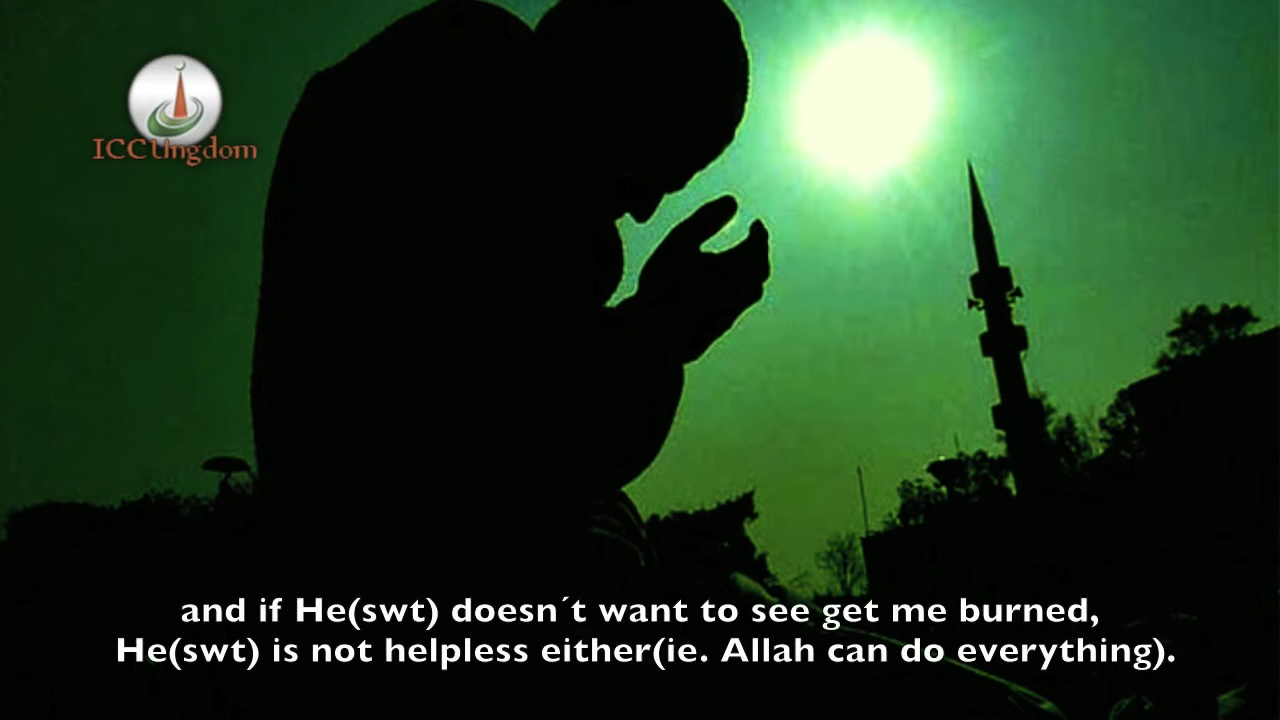 ICCUngdom
and if He(swt) doesn´t want to see get me burned,
He(swt) is not helpless either(ie. Allah can do everything).